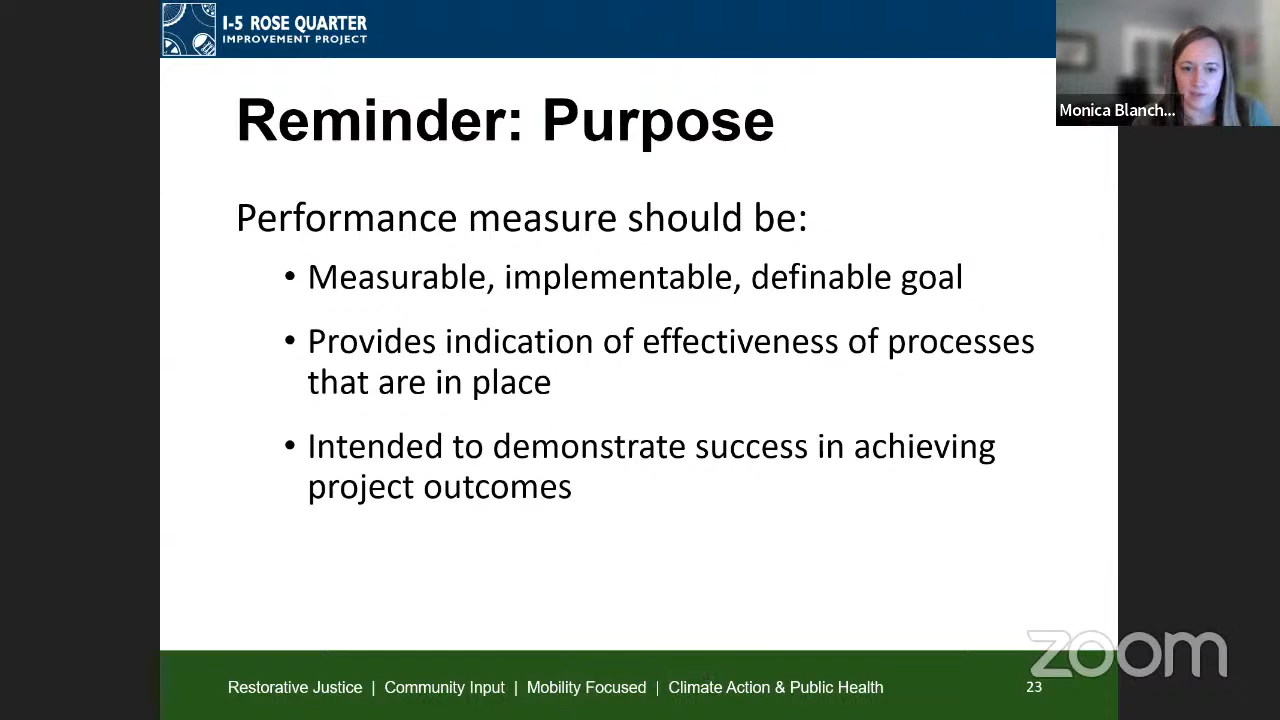 I-5 ROSE QUARTER
IMPROVEMENT PROJECT
Monica Blanch...
Reminder: Purpose
Performance measure should be:
• Measurable, implementable, definable goal
• Provides indication of effectiveness of processes
that are in place
• Intended to demonstrate success in achieving
project outcomes
zoom
Restorative Justice | Community Input | Mobility Focused | Climate Action & Public Health
23